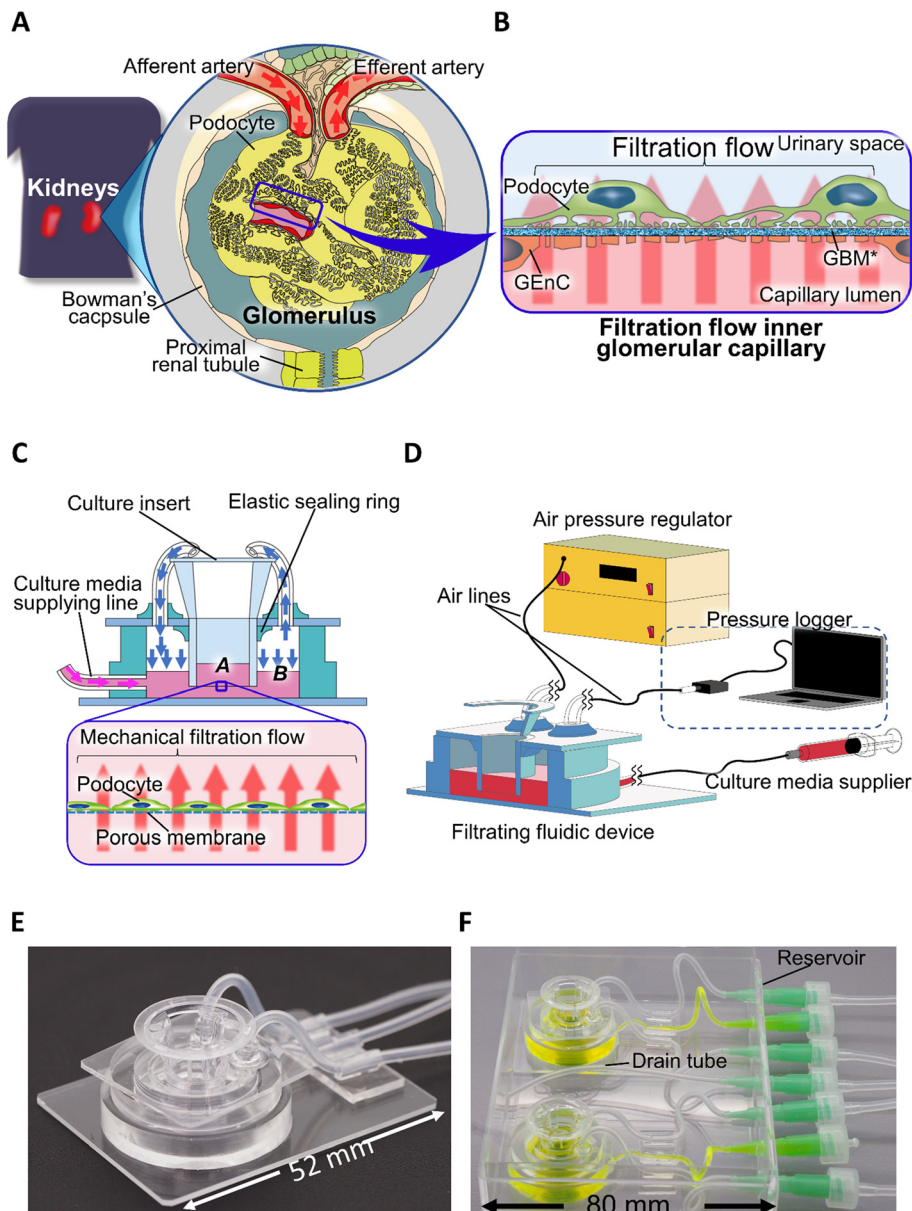 A
Afferent artery
Efferent artery
Podocyte
Kidneys
Bowman's
cacpsule
Glomerulus
Proximal
renal tubule
B
Filtration flow
Urinary space
Podocyte
GBM*
GEnC
Capillary lumen
Filtration flow inner
glomerular capillary
C
Culture insert
Elastic sealing ring
Culture media
supplying line
A
B
Mechanical filtration flow
Podocyte
Porous membrane
D
Air pressure regulator
Air lines
Pressure logger
Culture media supplier
Filtrating fluidic device
E
52 mm
F
Reservoir
Drain tube
80 mm